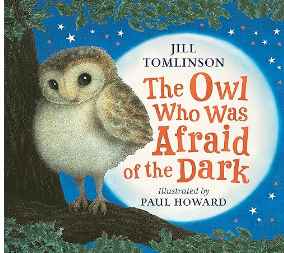 JILL
TOMLINSON
The Owl
Who Was
Afraid
of the Dark
Illustrated by
PAUL HOWARD